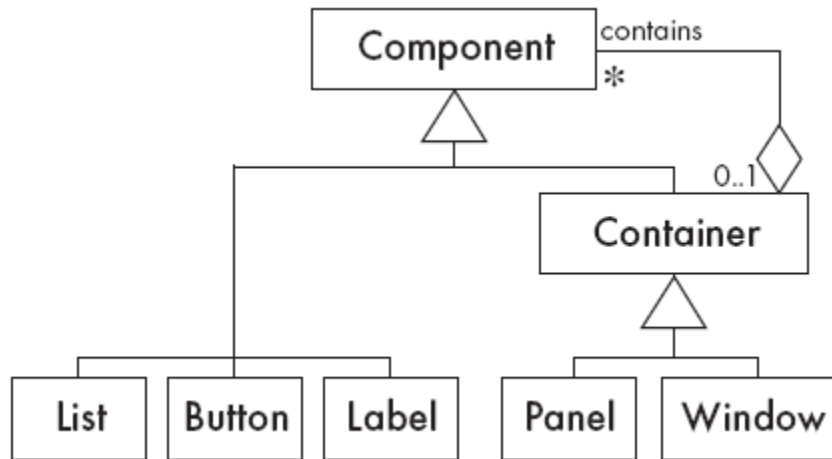 Component
contains
*
0..1
Container
List
Button
Label
Panel
Window